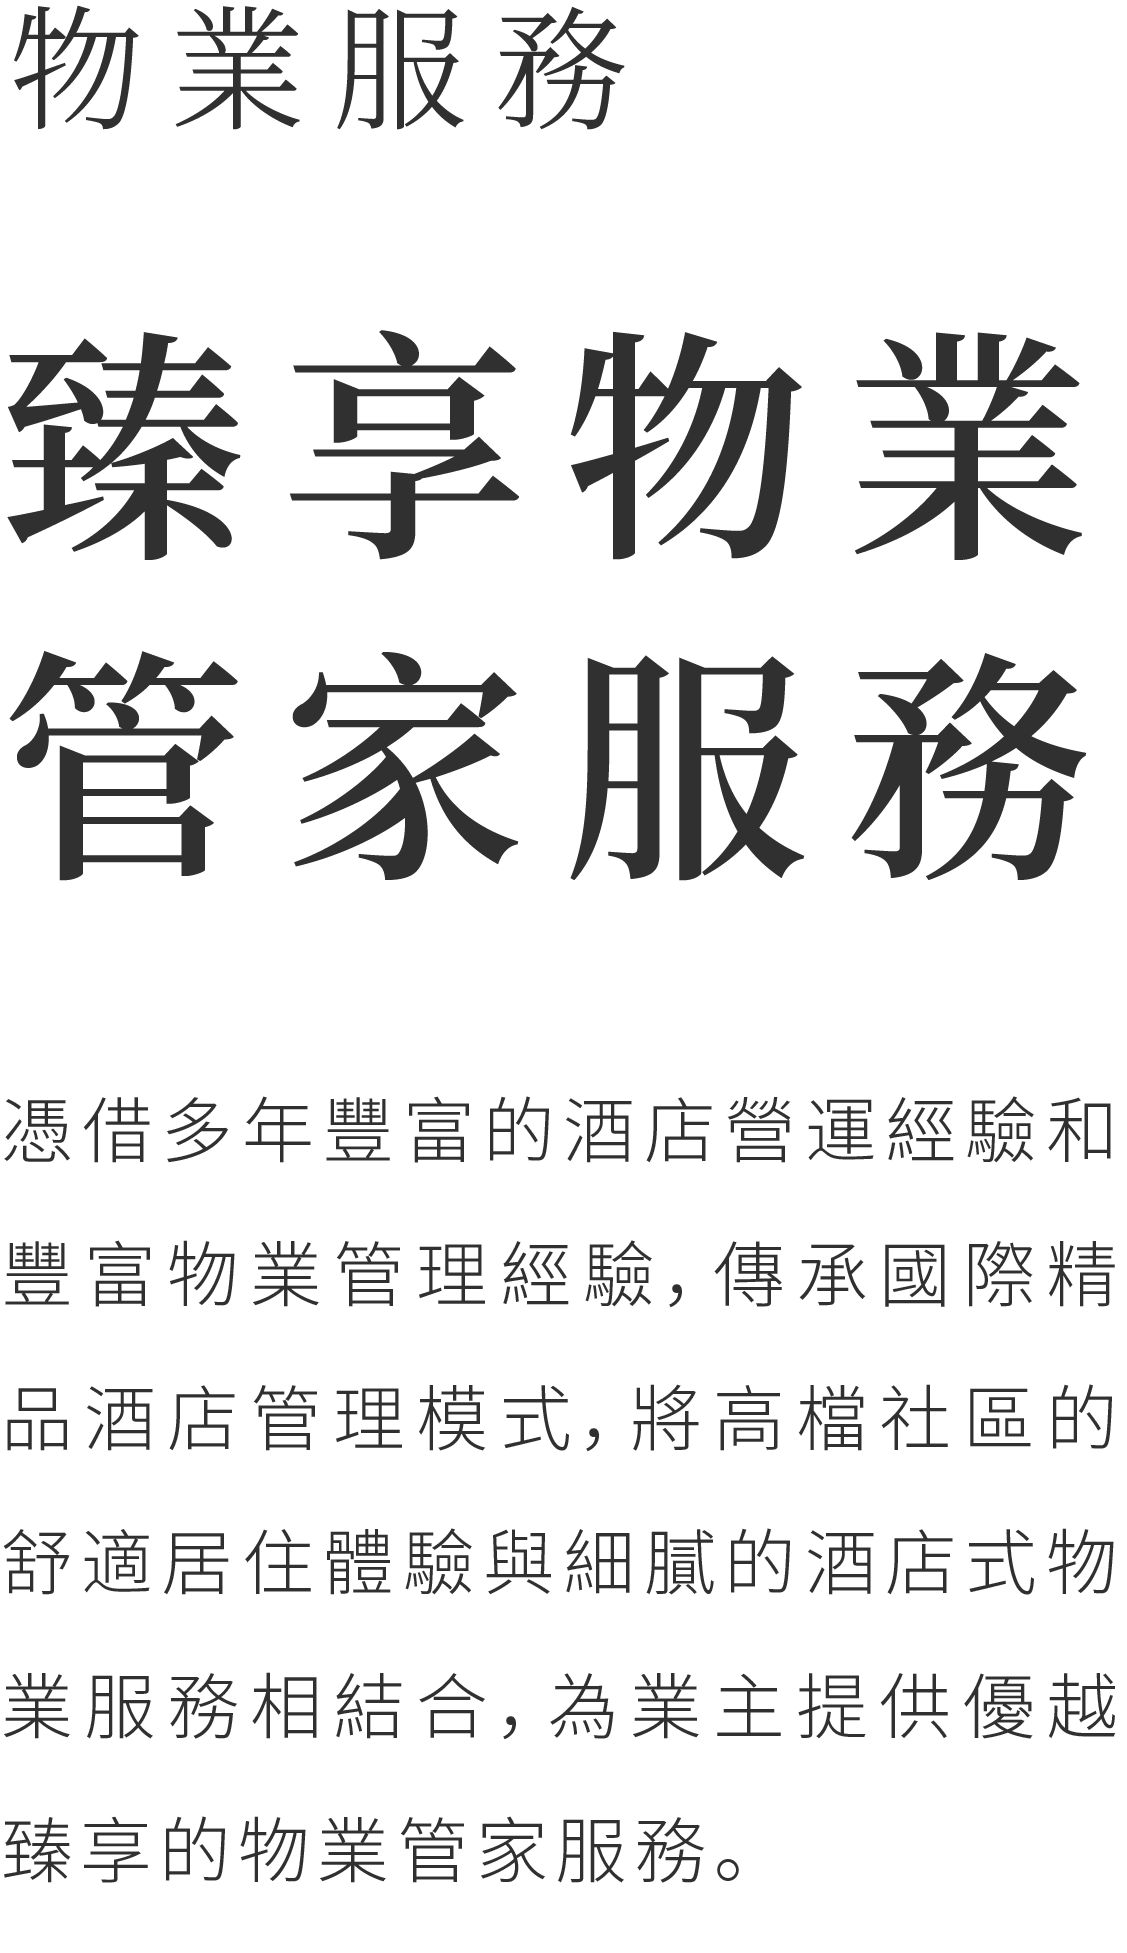 物業服務
臻享物業
管家服務
憑借多年豐富的酒店營運經驗和
豐富物業管理經驗，傳承國際精
品酒店管理模式，將高檔社區的
舒適居住體驗與細膩的酒店式物
業服務相結合，為業主提供優越
臻享的物業管家服務。